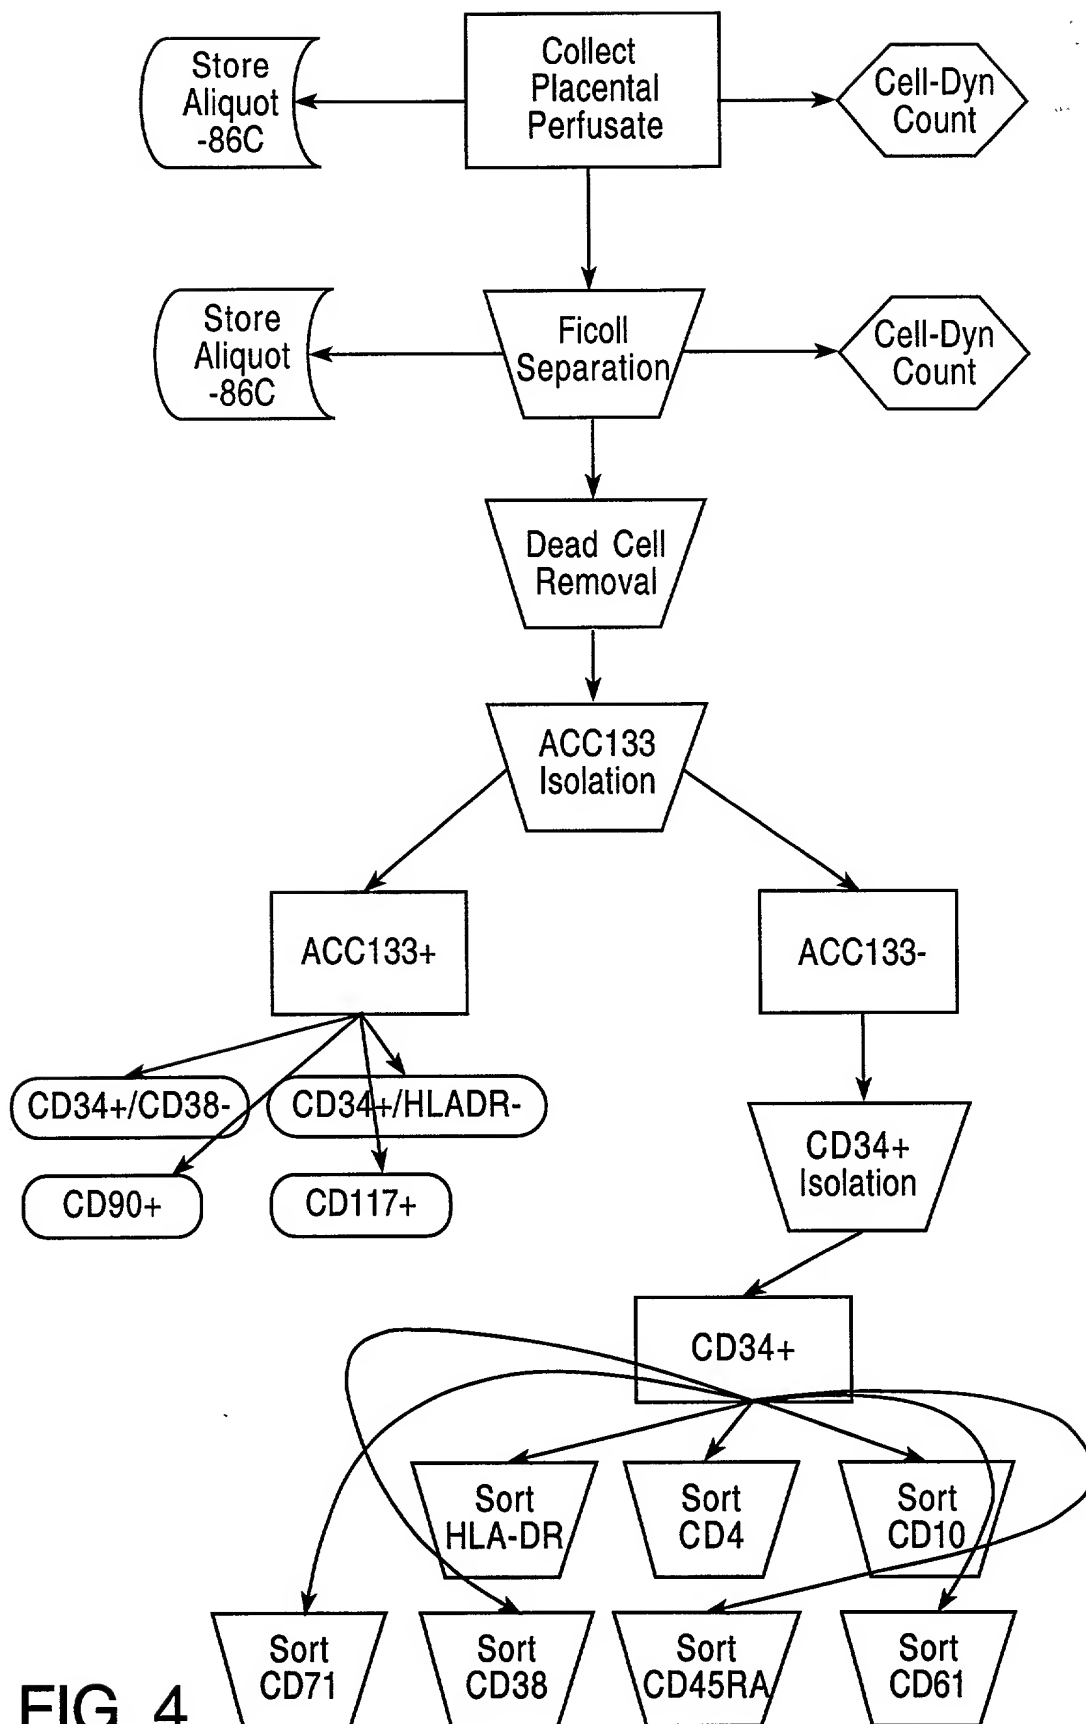 Store
Aliquot
-86C
Collect
Placental
Perfusate
Cell-Dyn
Count
Store
Aliquot
-86C
Ficoll
Separation
Cell-Dyn
Count
Dead Cell
Removal
ACC133
Isolation
ACC133+
ACC133-
CD34+/CD38-
CD34+/HLADR-
CD90+
CD117+
CD34+
Isolation
CD34+
Sort
HLA-DR
Sort
CD4
Sort
CD10
Sort
CD71
Sort
CD38
Sort
CD45RA
Sort
CD61
FIG. 4